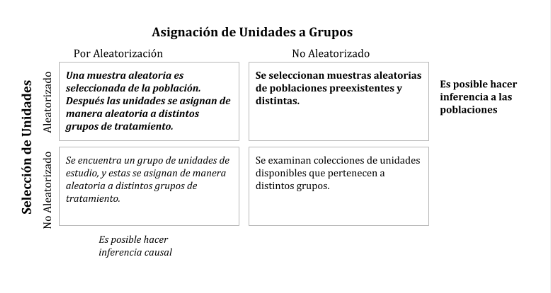 Asignación de Unidades a Grupos
Por Aleatorización
No Aleatorizado
Selección de Unidades
Aleatorizado
Una muestra aleatoria es
seleccionada de la población.
Después las unidades se asignan de
manera aleatoria a distintos
grupos de tratamiento.
Se seleccionan muestras aleatorias
de poblaciones preexistentes y
distintas.
Es posible hacer
inferencia a las
poblaciones
No Aleatorizado
Se encuentra un grupo de unidades de
estudio, y estas se asignan de manera
aleatoria a distintos grupos de
tratamiento.
Se examinan colecciones de unidades
disponibles que pertenecen a
distintos grupos.
Es posible hacer
inferencia causal